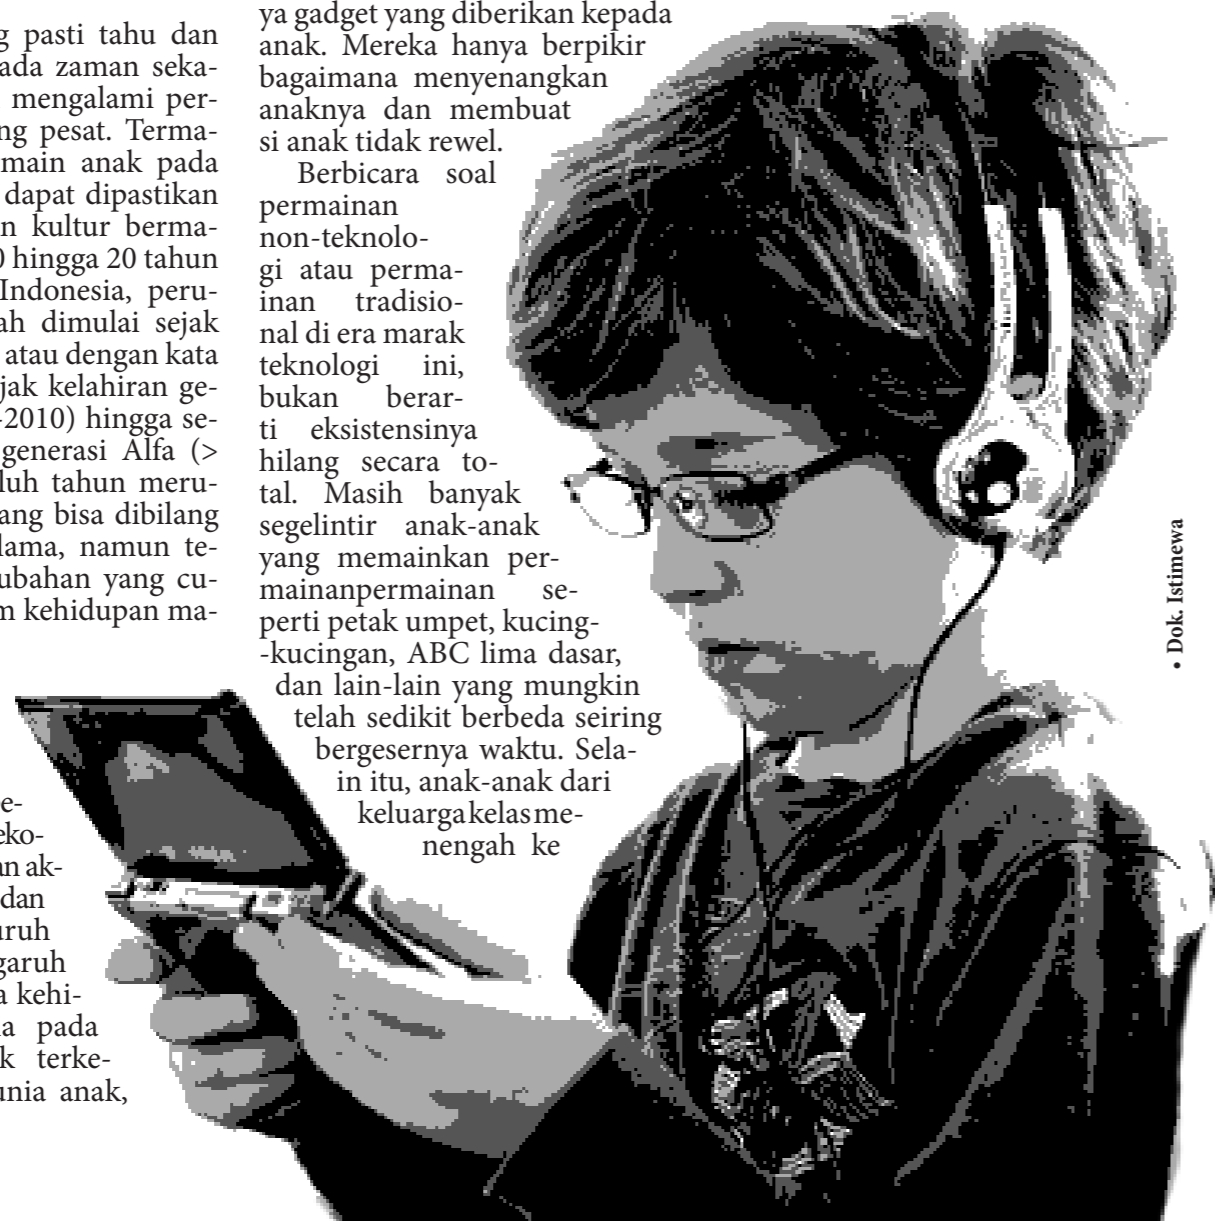 g pasti tahu dan
ada zaman seka-
mengalami per-
ng pesat. Terma-
main anak pada
dapat dipastikan
n kultur berma-
0 hingga 20 tahun
Indonesia, peru-
ah dimulai sejak
atau dengan kata
jak kelahiran ge-
-2010) hingga se-
generasi Alfa (>
luh tahun meru-
ang bisa dibilang
lama, namun te-
ubahan yang cu-
m kehidupan ma-
e-
eko-
an ak-
dan
uruh
garuh
a kehi-
a pada
k terke-
unia anak,
ya gadget yang diberikan kepada
anak. Mereka hanya berpikir
bagaimana menyenangkan
anaknya dan membuat
si anak tidak rewel.
Berbicara soal
permainan
non-teknolo-
gi atau perma-
inan tradisio-
nal di era marak
teknologi ini,
bukan berar-
ti eksistensinya
hilang secara to-
tal. Masih banyak
segelintir anak-anak
yang memainkan per-
mainanpermainan se-
perti petak umpet, kucing-
-kucingan, ABC lima dasar,
dan lain-lain yang mungkin
telah sedikit berbeda seiring
bergesernya waktu. Sela-
in itu, anak-anak dari
keluarga kelas me-
nengah ke
• Dok. Istimewa